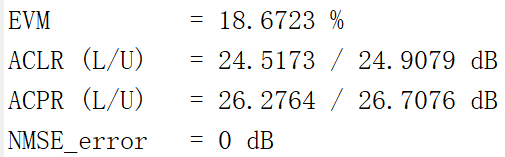 EVM = 18.6723 %
ACLR (L/U) = 24.5173 / 24.9079 dB
ACPR (L/U) = 26.2764 / 26.7076 dB
NMSE_error = 0 dB